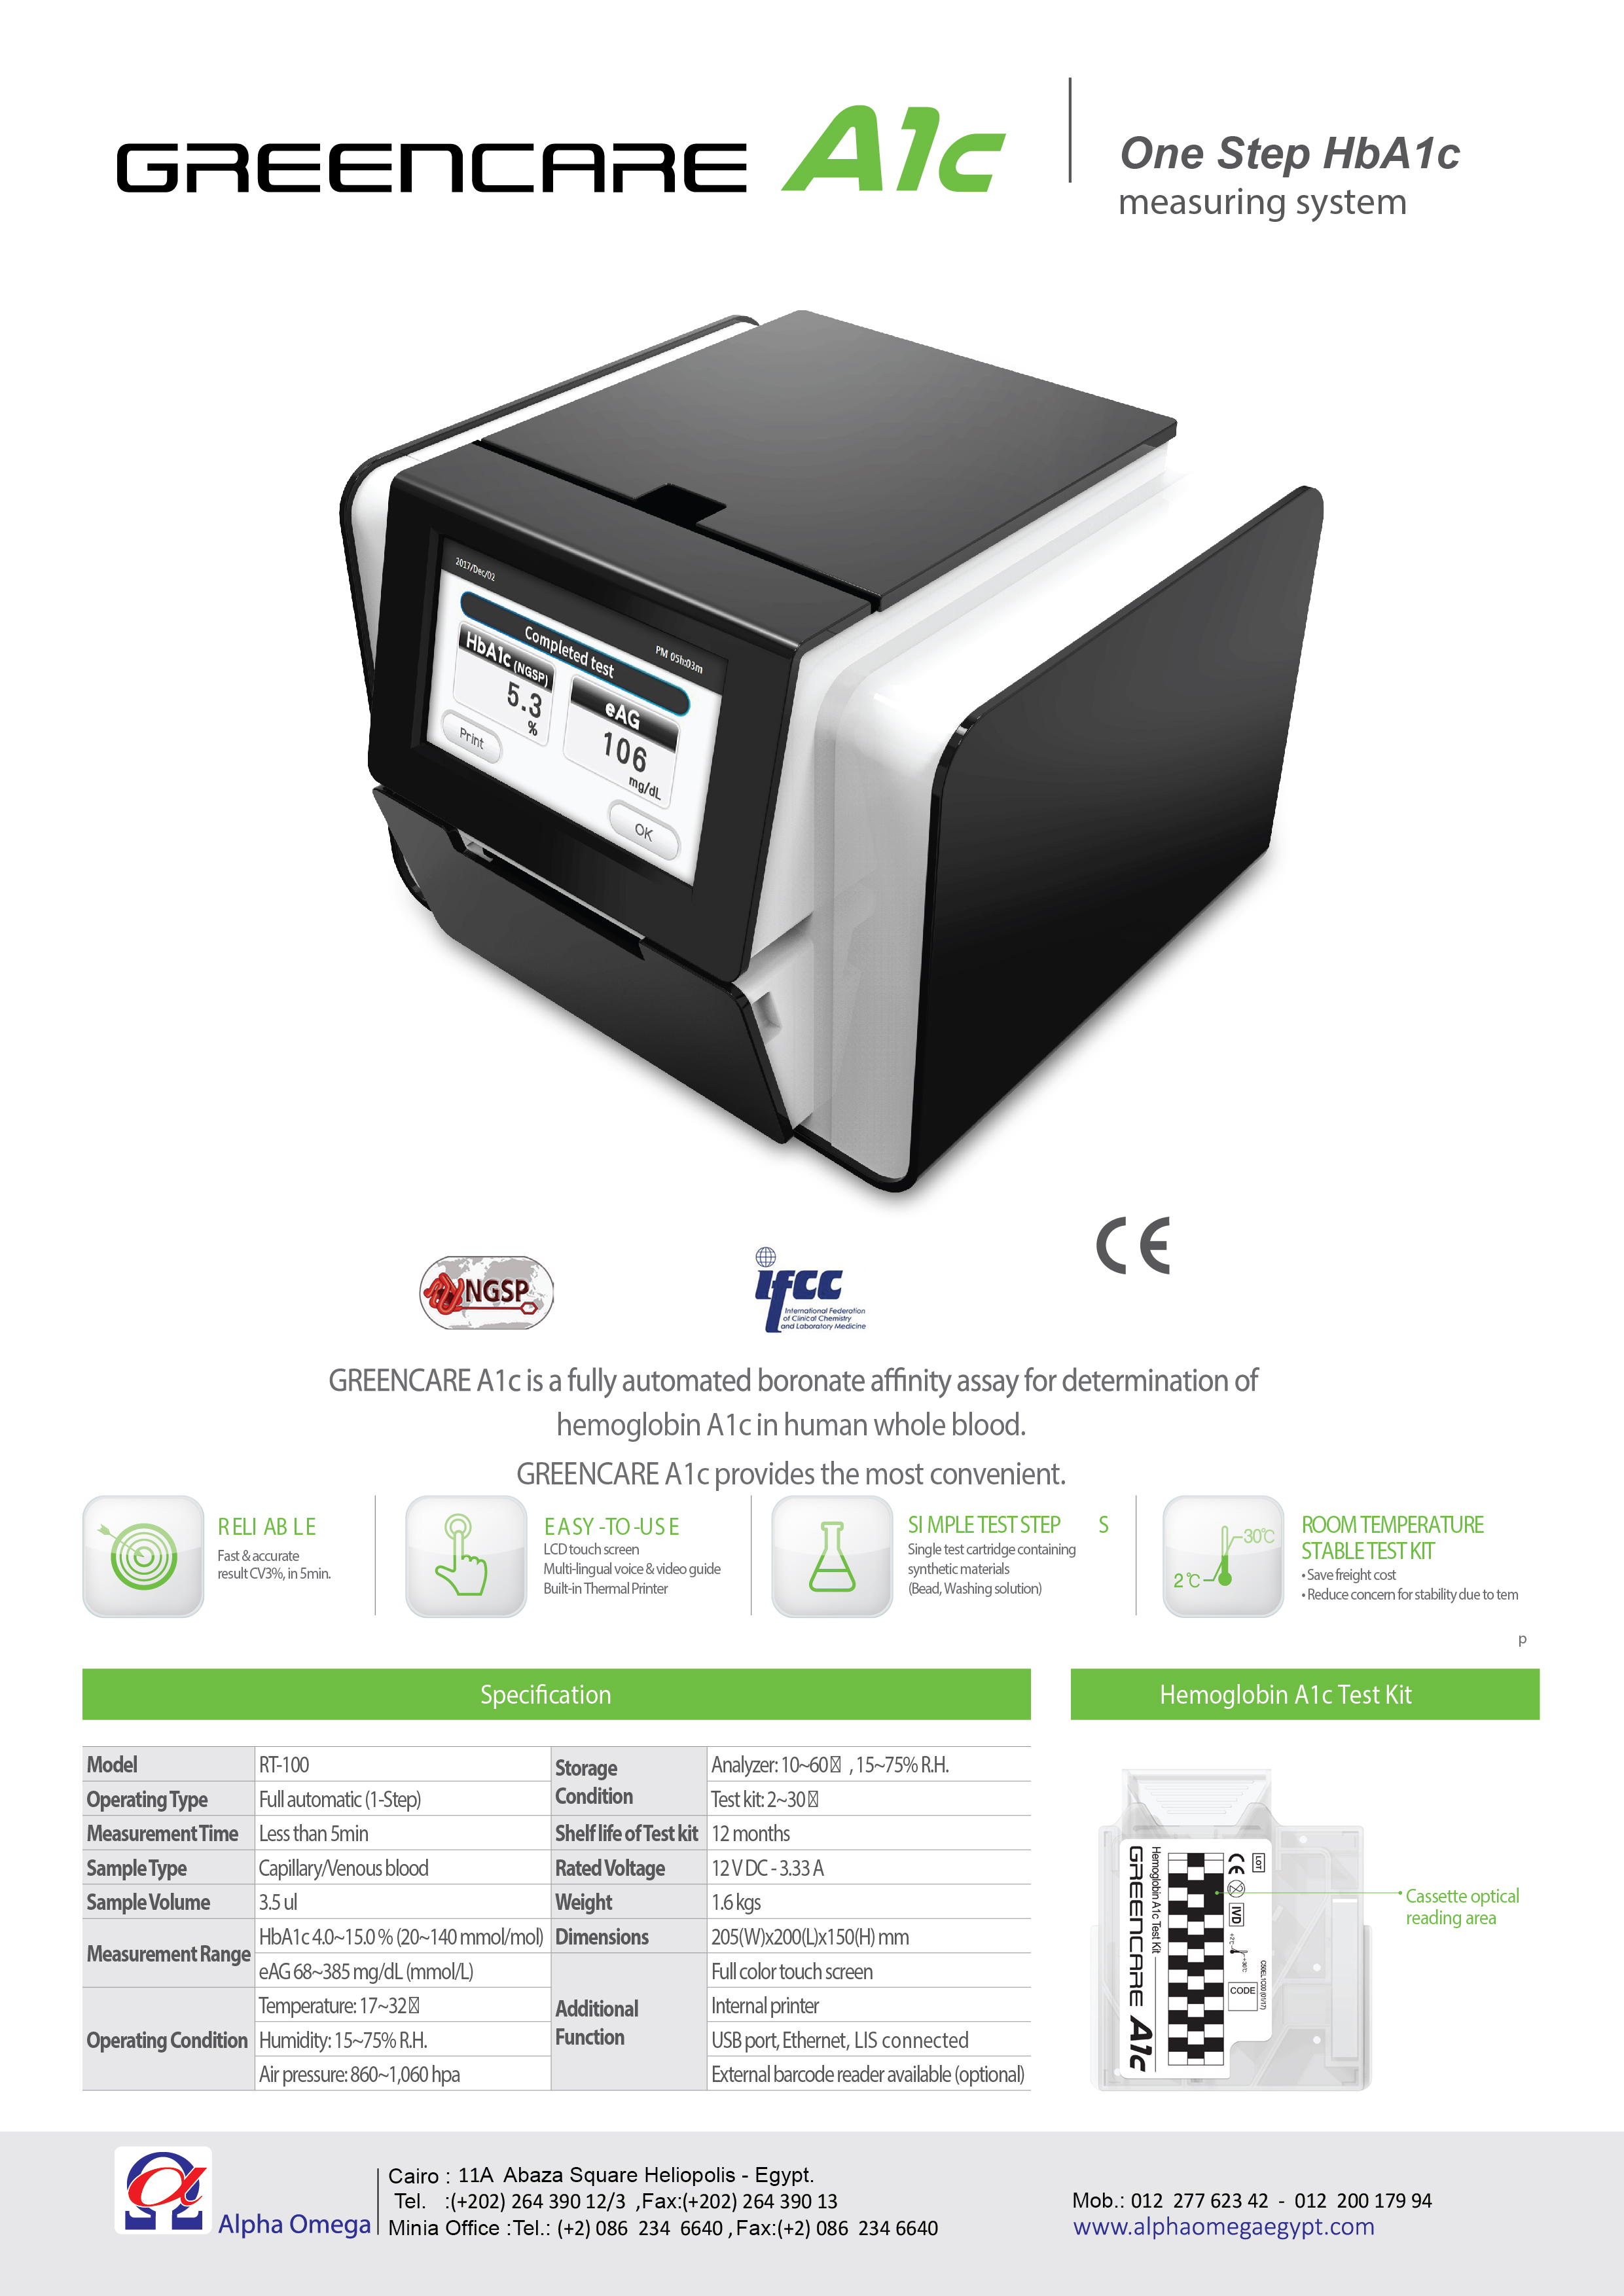 GREENCARE A1c
One Step HbA1c
measuring system
2017/Dec/02
PM 05h:03m
Completed test
HbA1c (NGSP)
5.3
%
eAG
106
mg/dL
Print
OK
NGSP
CE
ifcc
International Federation
of Clinical Chemistry
and Laboratory Medicine
GREENCARE A1c is a fully automated boronate affinity assay for determination of
hemoglobin A1c in human whole blood.
GREENCARE A1c provides the most convenient.
RELIABLE
Fast & accurate
result CV3%, in 5min.
EASY-TO-USE
LCD touch screen
Multi-lingual voice & video guide
Built-in Thermal Printer
SIMPLE TEST STEP S
Single test cartridge containing
synthetic materials
(Bead, Washing solution)
30℃
2℃
ROOM TEMPERATURE
STABLE TEST KIT
• Save freight cost
• Reduce concern for stability due to tem
p
Specification
Model RT-100
Operating Type Full automatic (1-Step)
Measurement Time Less than 5min
Sample Type Capillary/Venous blood
Sample Volume 3.5 ul
Measurement Range HbA1c 4.0~15.0 % (20~140 mmol/mol)
eAG 68~385 mg/dL (mmol/L)
Operating Condition Temperature: 17~32
Humidity: 15~75% R.H.
Air pressure: 860~1,060 hpa
Storage Condition Analyzer: 10~60 , 15~75% R.H.
Test kit: 2~30
Shelf life of Test kit 12 months
Rated Voltage 12 V DC - 3.33 A
Weight 1.6 kgs
Dimensions 205(W)x200(L)x150(H) mm
Additional Function Full color touch screen
Internal printer
USB port, Ethernet, LIS connected
External barcode reader available (optional)
Hemoglobin A1c Test Kit
GREENCARE A1c
Hemoglobin A1c Test Kit
CE
LOT
IVD
CODE
Cassette optical
reading area
Alpha Omega
Cairo : 11A Abaza Square Heliopolis - Egypt.
Tel. :(+202) 264 390 12/3 ,Fax:(+202) 264 390 13
Minia Office :Tel.: (+2) 086 234 6640 , Fax:(+2) 086 234 6640
Mob.: 012 277 623 42 - 012 200 179 94
www.alphaomegaegypt.com